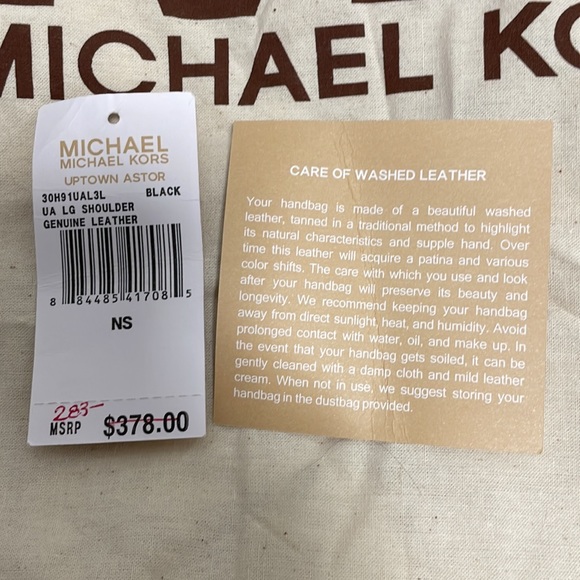 MICHAEL KO
MICHAEL
MICHAEL KORS
UPTOWN ASTOR
30H91UAL3L BLACK
UA LG SHOULDER
GENUINE LEATHER
8 84485 41708 5
NS
283-
MSRP $378.00
CARE OF WASHED LEATHER
Your handbag is made of a beautiful washed
leather, tanned in a traditional method to highlight
its natural characteristics and supple hand. Over
time this leather will acquire a patina and various
color shifts. The care with which you use and look
after your handbag will preserve its beauty and
longevity. We recommend keeping your handbag
away from direct sunlight, heat, and humidity. Avoid
prolonged contact with water, oil, and make up. In
the event that your handbag gets soiled, it can be
gently cleaned with a damp cloth and mild leather
cream. When not in use, we suggest storing your
handbag in the dustbag provided.